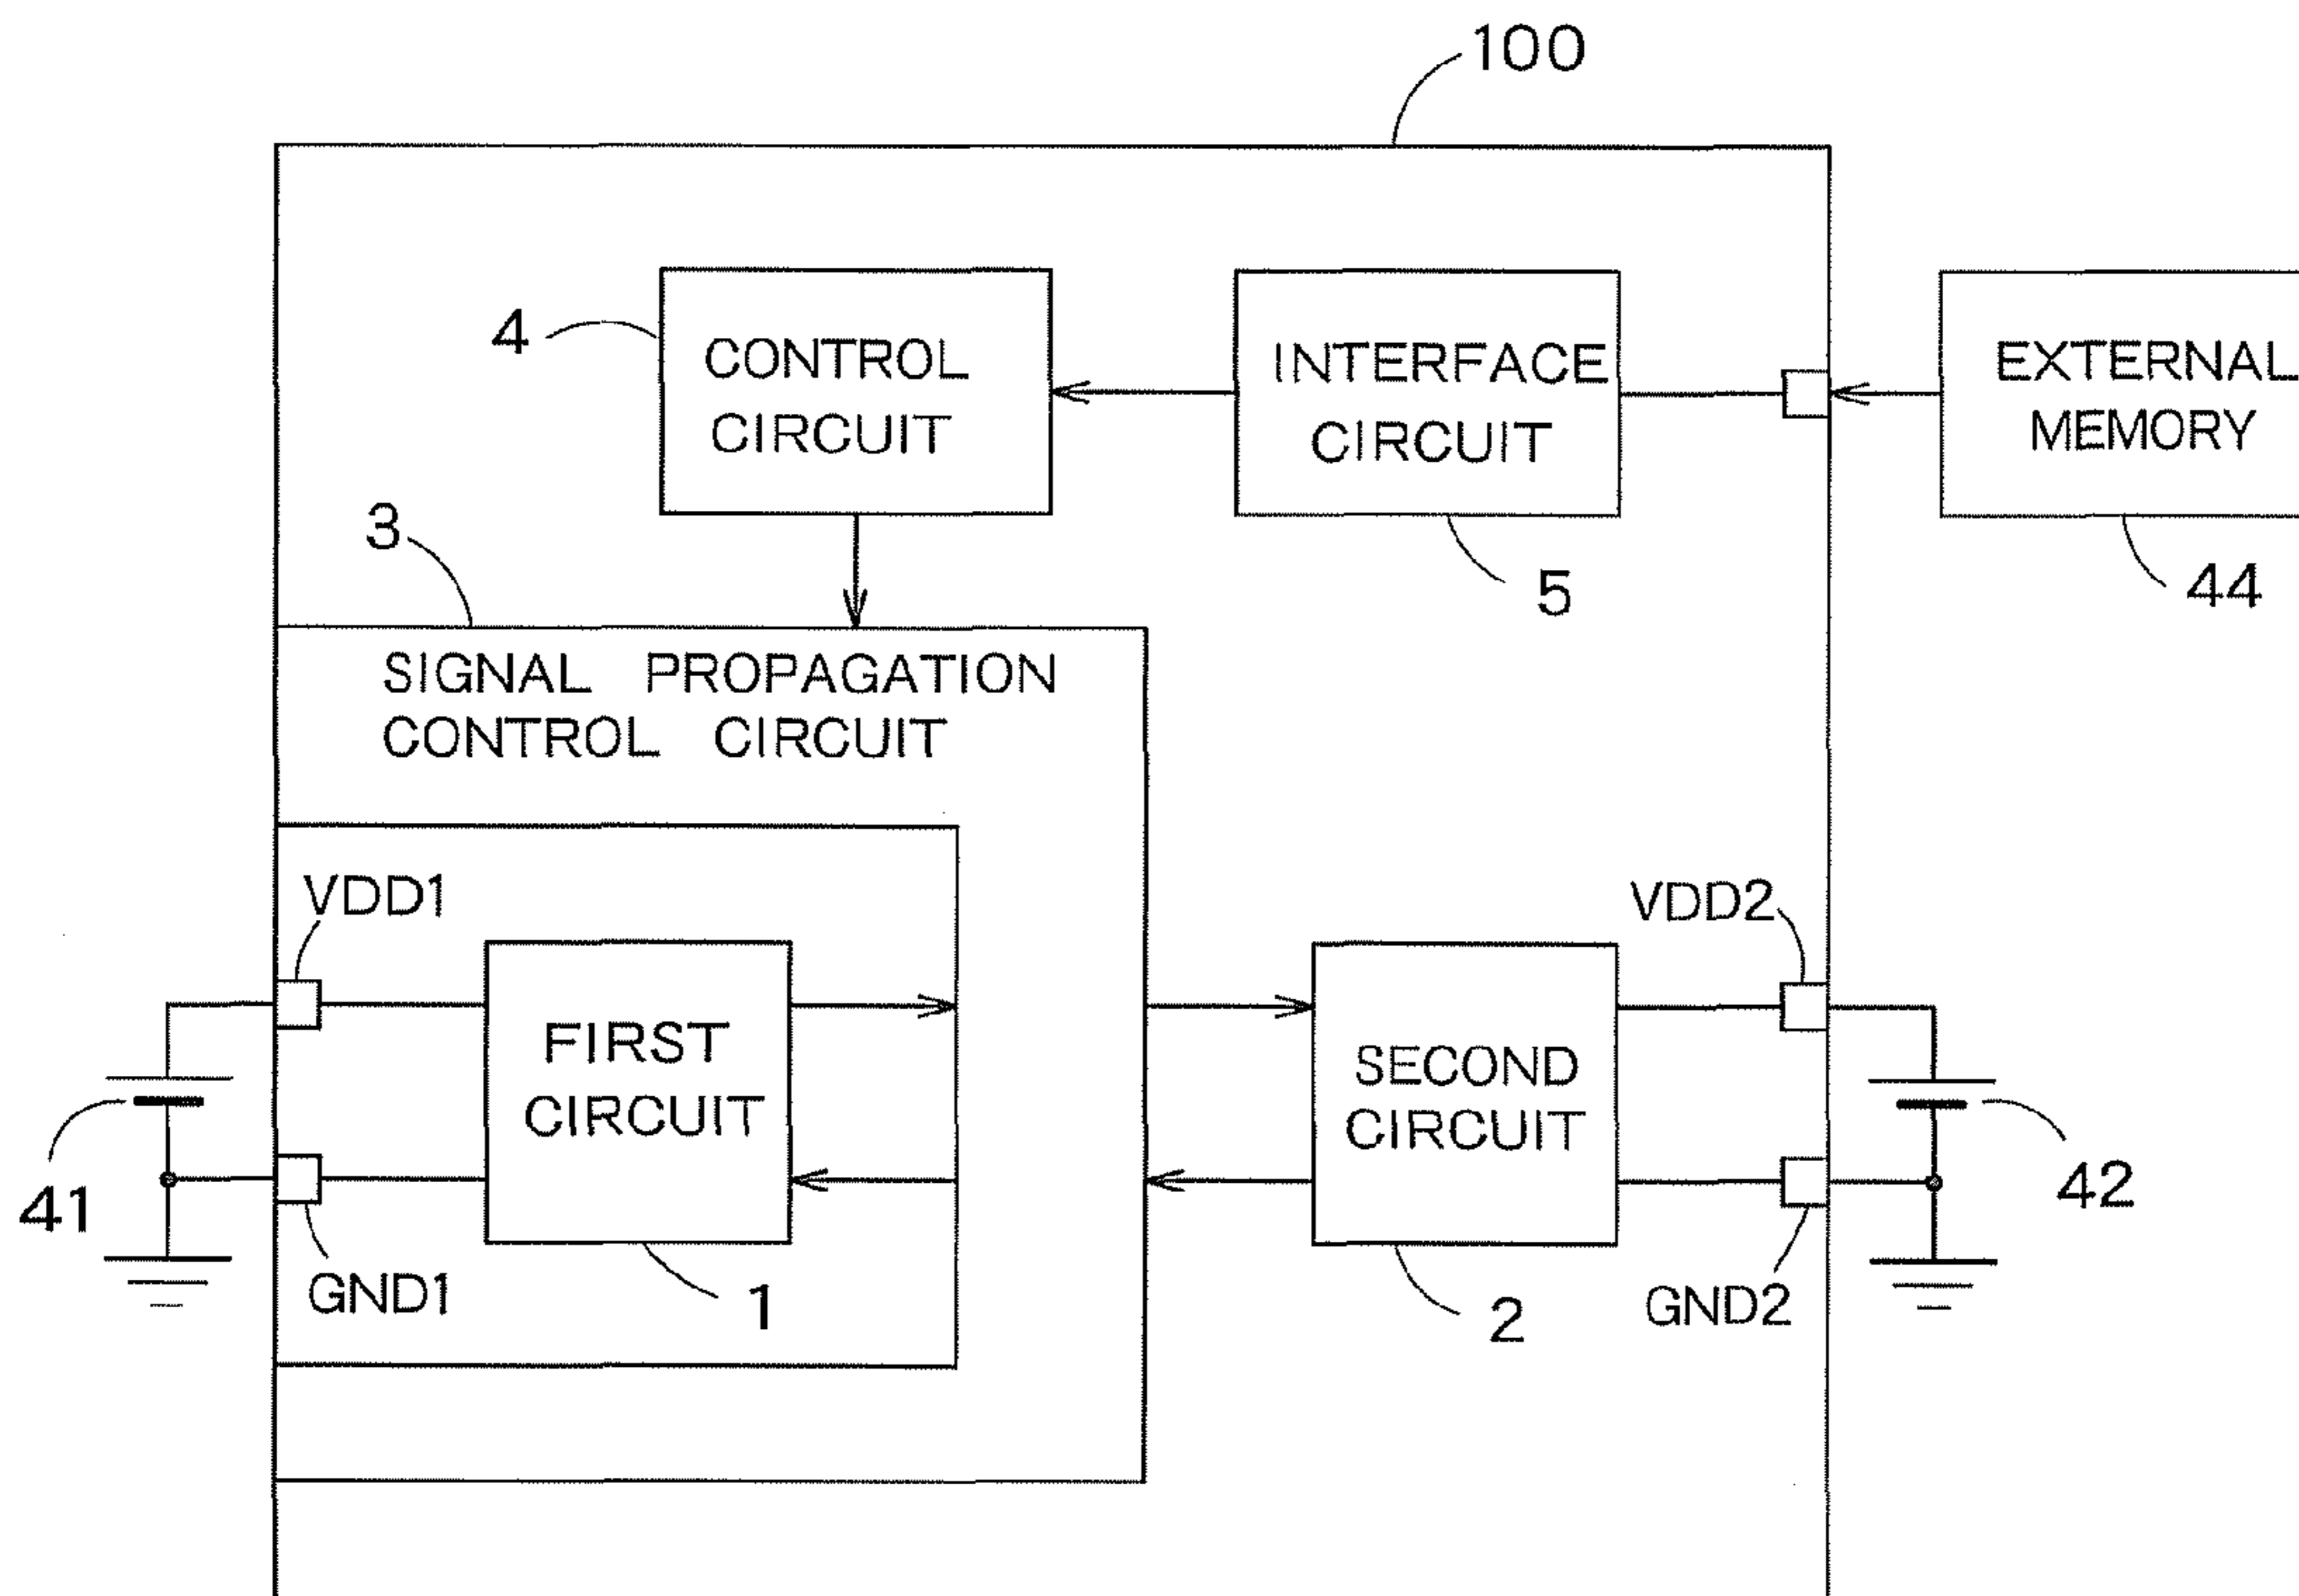 100
4
CONTROL
CIRCUIT
INTERFACE
CIRCUIT
EXTERNAL
MEMORY
3
5
44
SIGNAL PROPAGATION
CONTROL CIRCUIT
VDD1
VDD2
FIRST
CIRCUIT
SECOND
CIRCUIT
41
42
GND1
1
2
GND2